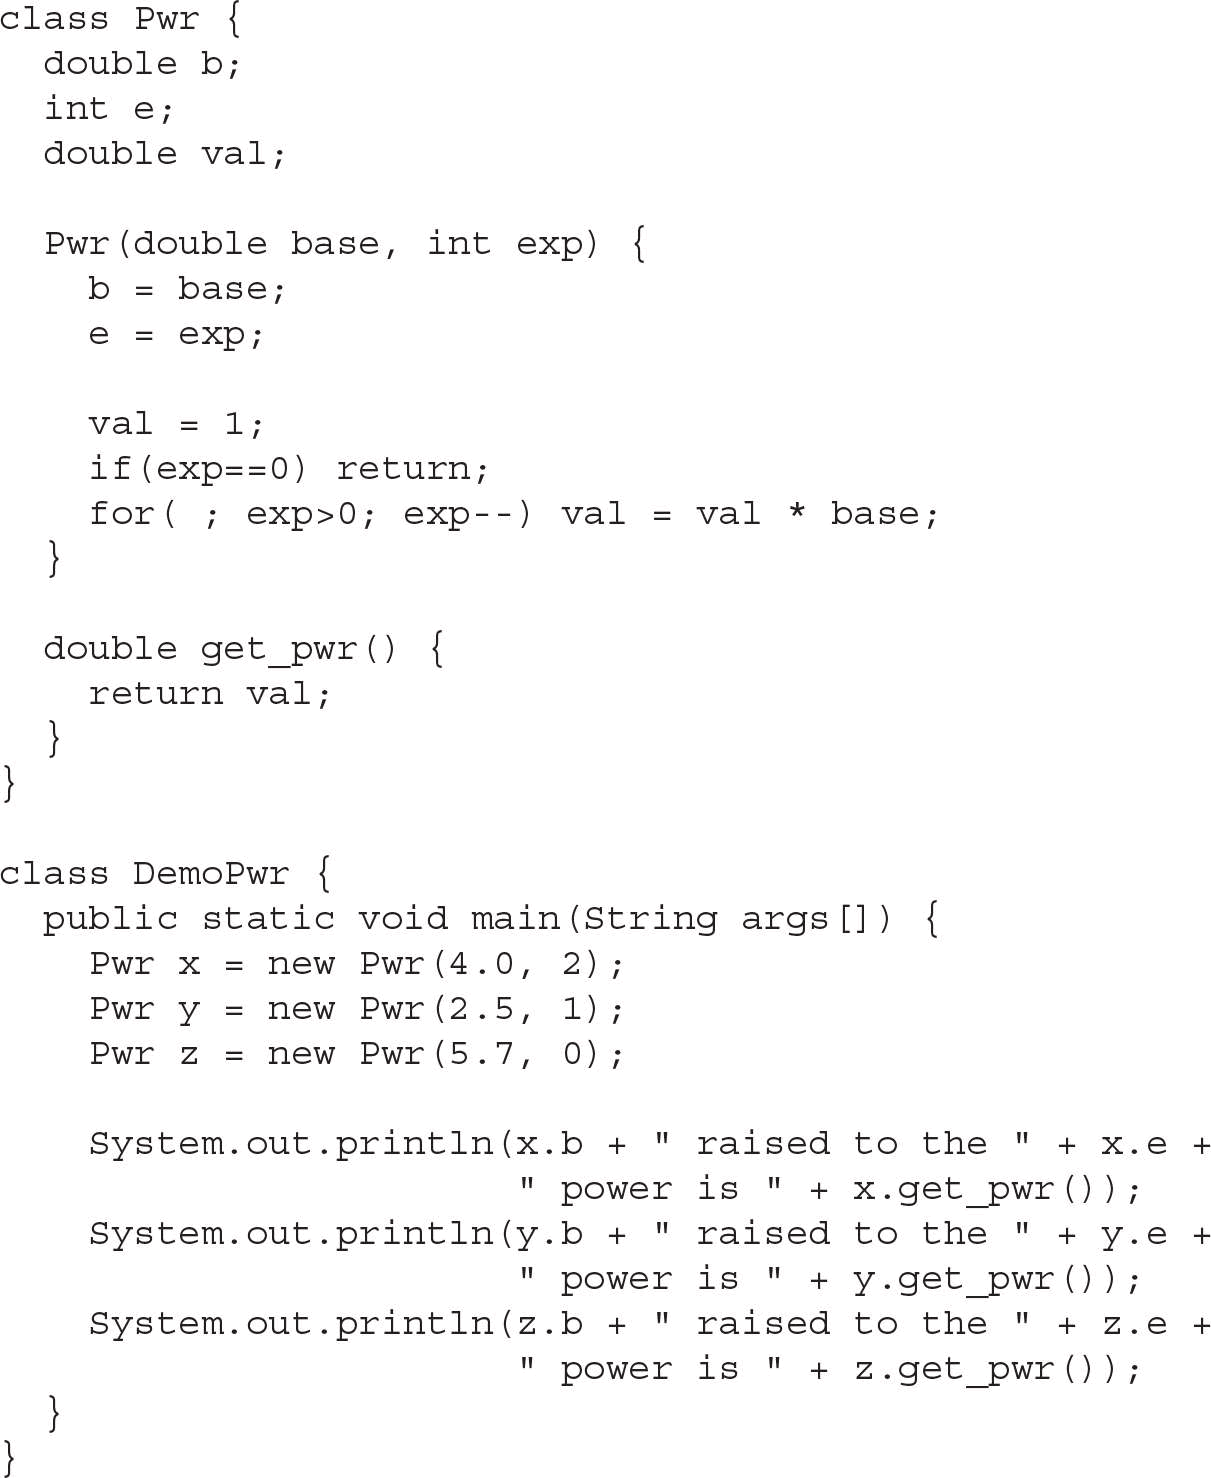 class Pwr {
  double b;
  int e;
  double val;

  Pwr(double base, int exp) {
    b = base;
    e = exp;

    val = 1;
    if(exp==0) return;
    for( ; exp>0; exp--) val = val * base;
  }

  double get_pwr() {
    return val;
  }
}

class DemoPwr {
  public static void main(String args[]) {
    Pwr x = new Pwr(4.0, 2);
    Pwr y = new Pwr(2.5, 1);
    Pwr z = new Pwr(5.7, 0);

    System.out.println(x.b + " raised to the " + x.e +
                       " power is " + x.get_pwr());
    System.out.println(y.b + " raised to the " + y.e +
                       " power is " + y.get_pwr());
    System.out.println(z.b + " raised to the " + z.e +
                       " power is " + z.get_pwr());
  }
}